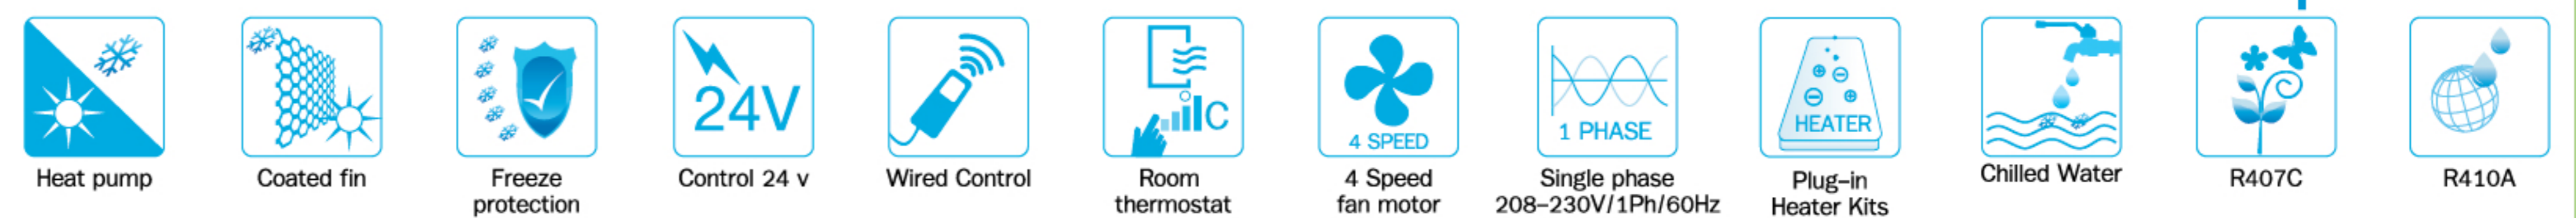 24V
C
4 SPEED
1 PHASE
HEATER
Heat pump
Coated fin
Freeze
protection
Control 24 v
Wired Control
Room
thermostat
4 Speed
fan motor
Single phase
208-230V/1Ph/60Hz
Plug-in
Heater Kits
Chilled Water
R407C
R410A